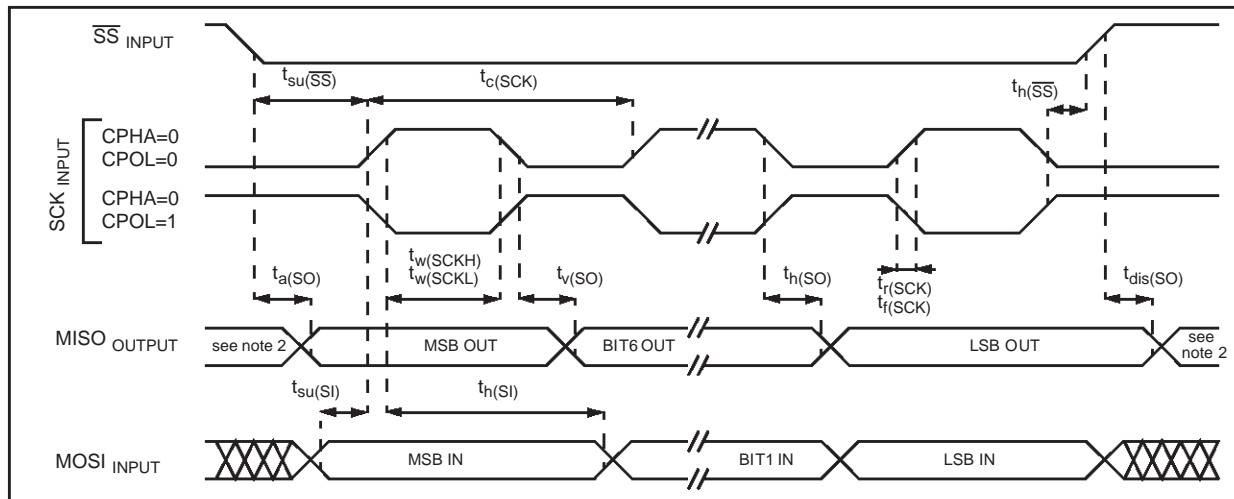 SS INPUT
tsu(SS)
tc(SCK)
th(SS)
SCK INPUT
CPHA=0
CPOL=0
CPHA=0
CPOL=1
ta(SO)
tw(SCKH)
tw(SCKL)
tv(SO)
th(SO)
tr(SCK)
tf(SCK)
tdis(SO)
MISO OUTPUT
see note 2
MSB OUT
BIT6 OUT
LSB OUT
see
note 2
tsu(SI)
th(SI)
MOSI INPUT
MSB IN
BIT1 IN
LSB IN